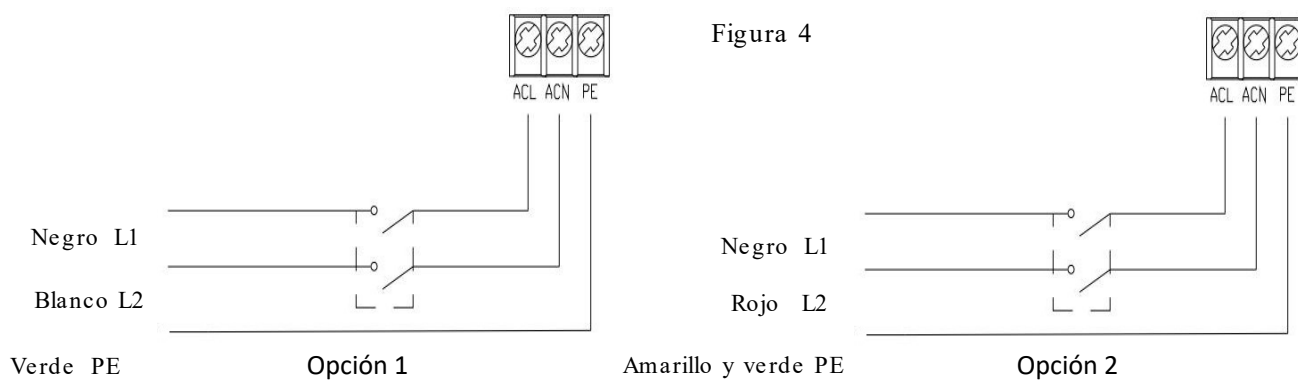 Figura 4
ACL ACN PE
Negro L1
Blanco L2
Verde PE
Opción 1
ACL ACN PE
Negro L1
Rojo L2
Amarillo y verde PE
Opción 2